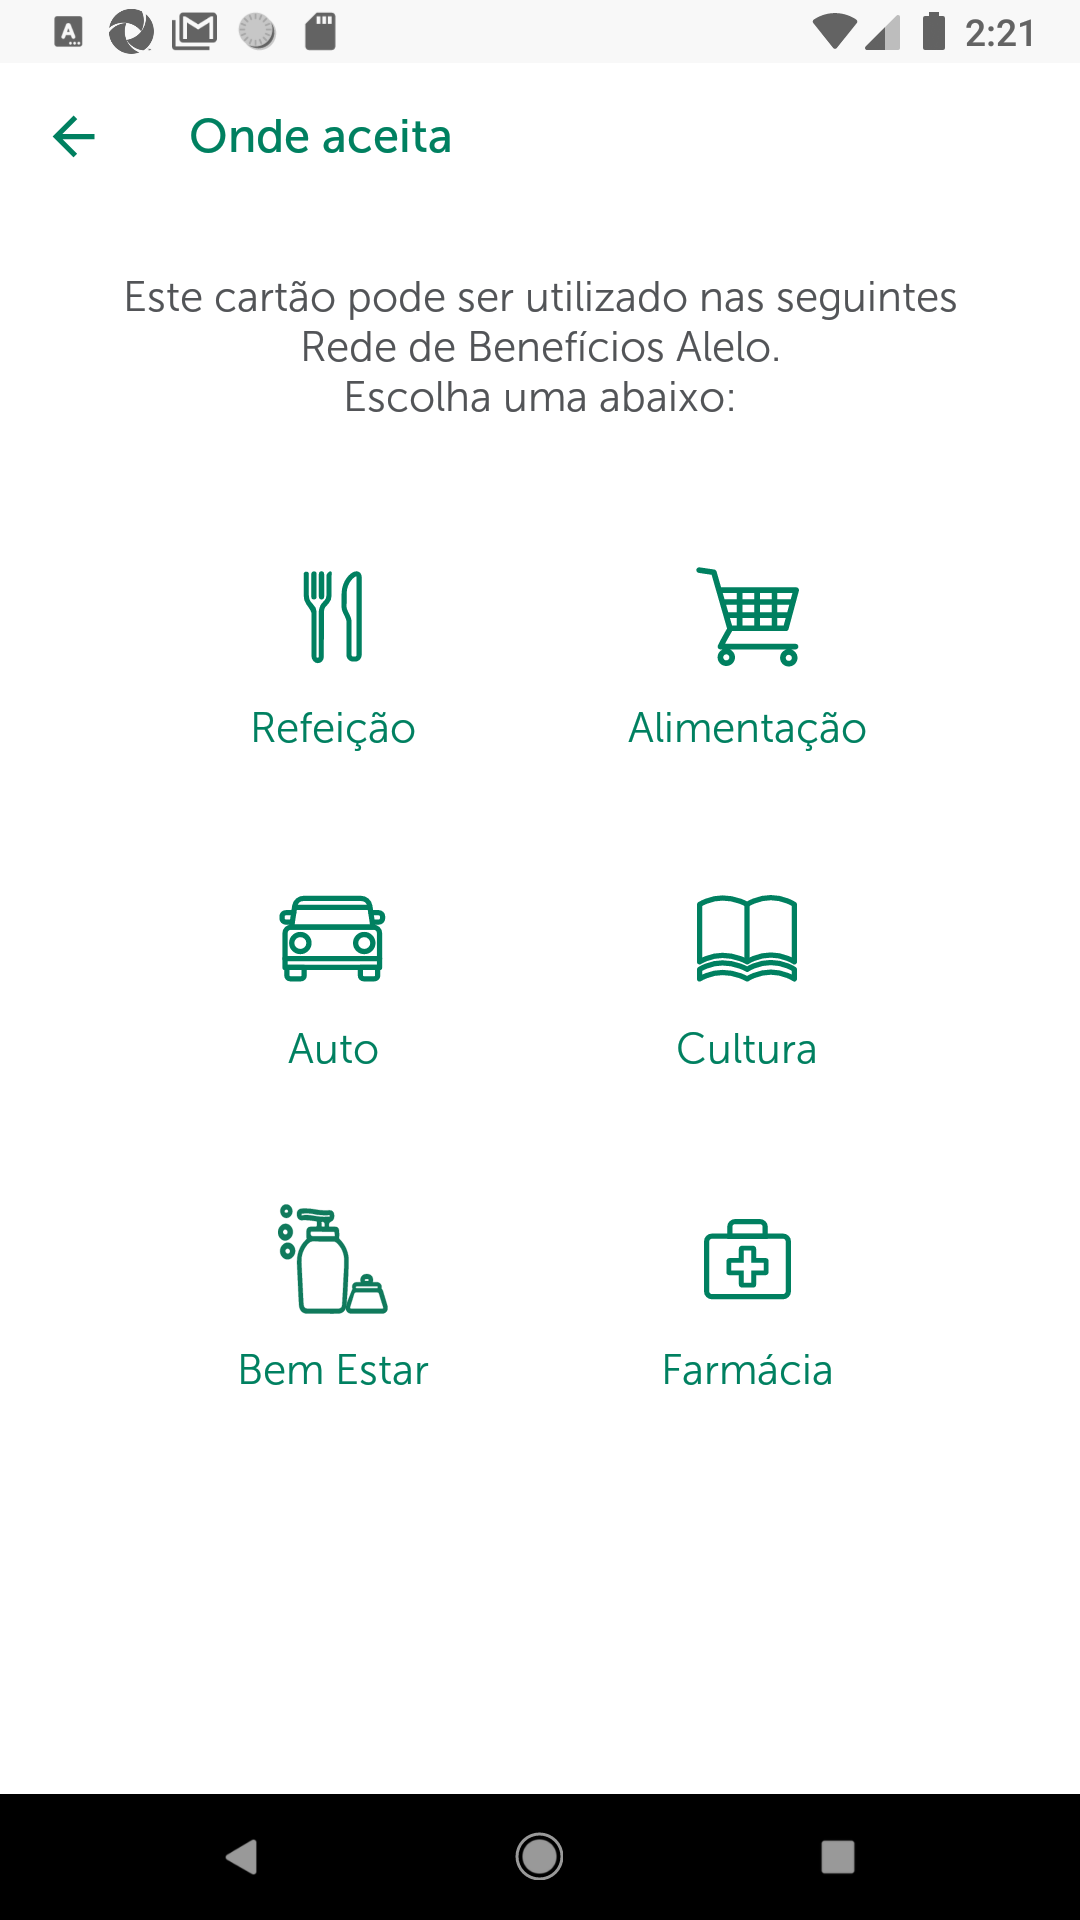 2:21
Onde aceita
Este cartão pode ser utilizado nas seguintes
Rede de Benefícios Alelo.
Escolha uma abaixo:
Refeição
Alimentação
Auto
Cultura
Bem Estar
Farmácia